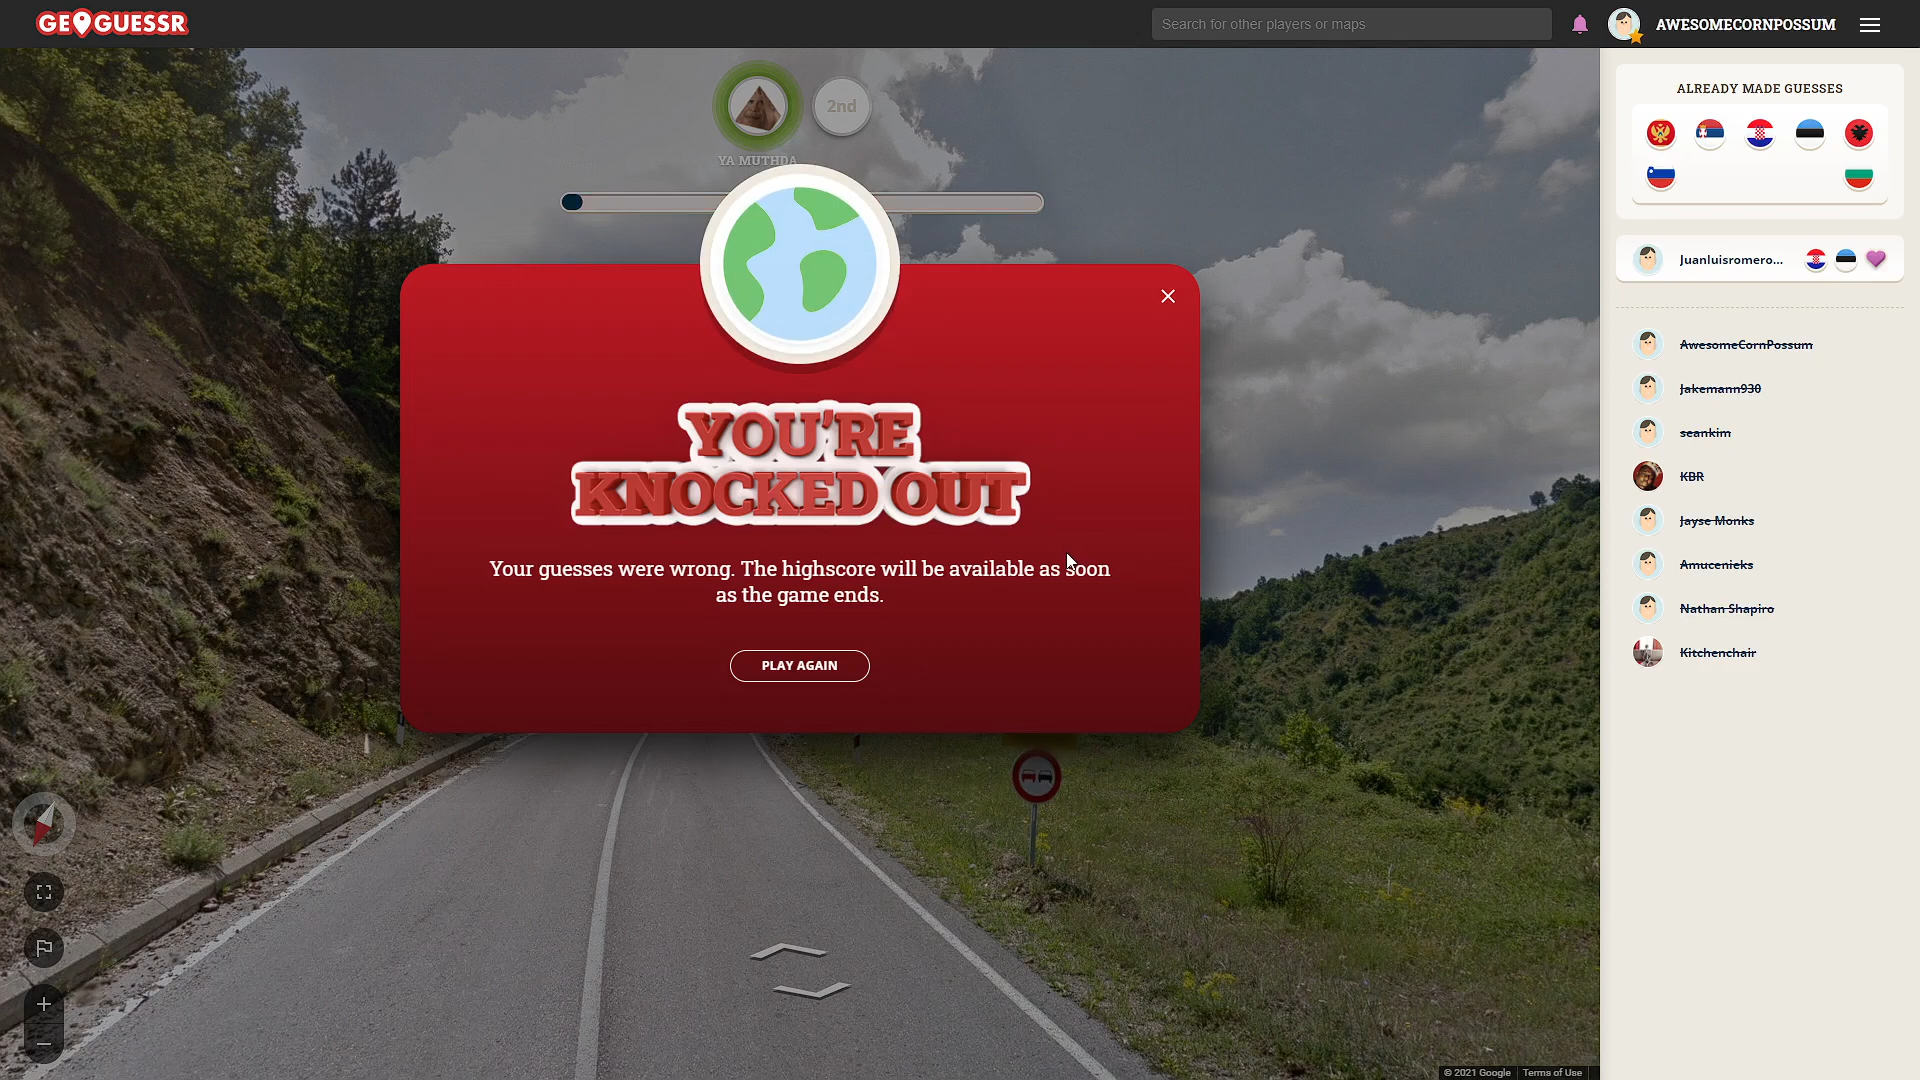 GEOGUESSR
Search for other players or maps
AWESOMECORNPOSSUM
2nd
YA MUTHDA
ALREADY MADE GUESSES
Juanluisromero...
AwesomeCornPossum
Jakemann930
seankim
KBR
Jayse Monks
Amucenieks
Nathan Shapiro
Kitchenchair
YOU'RE
KNOCKED OUT
Your guesses were wrong. The highscore will be available as soon
as the game ends.
PLAY AGAIN
© 2021 Google
Terms of Use